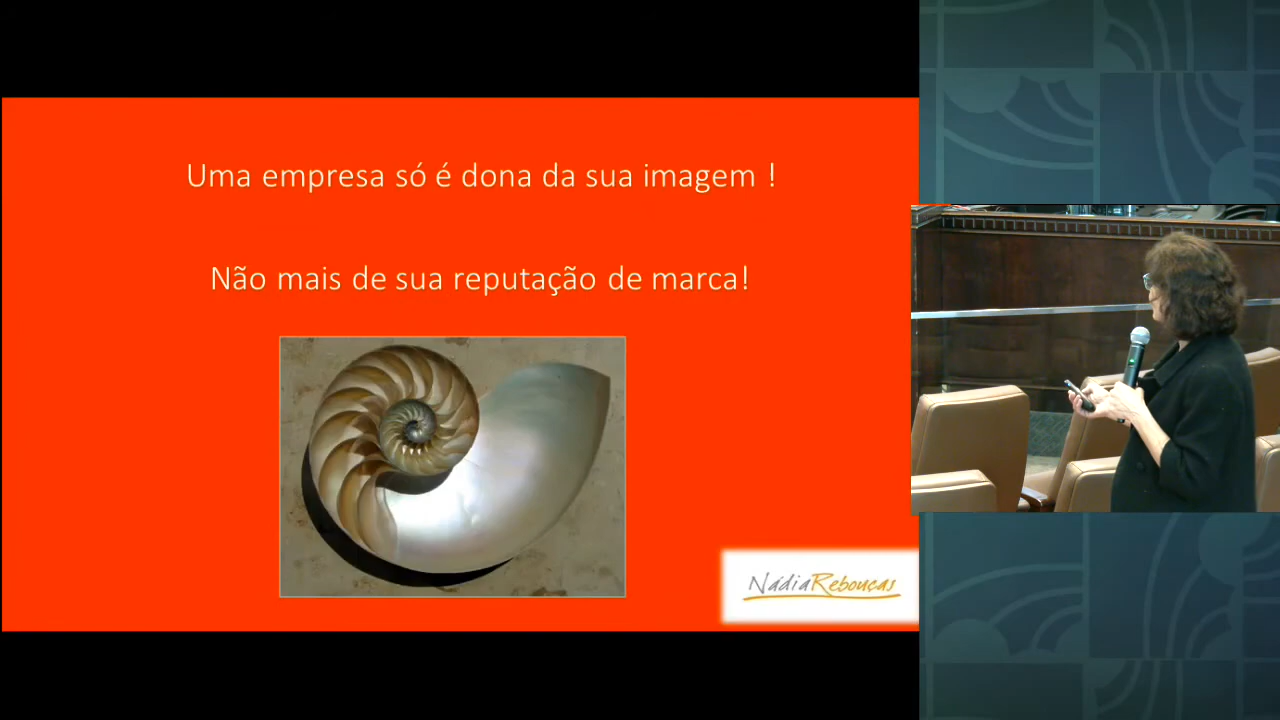 Uma empresa só é dona da sua imagem !
Não mais de sua reputação de marca!
NádiaRebouças